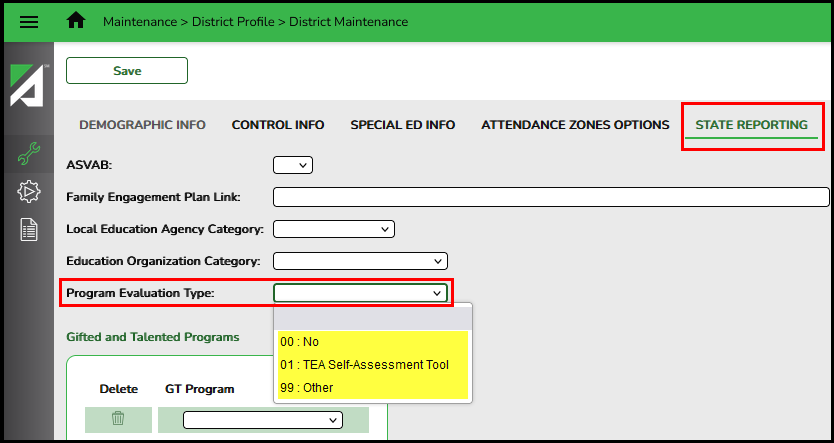 Maintenance > District Profile > District Maintenance
Save
DEMOGRAPHIC INFO CONTROL INFO SPECIAL ED INFO ATTENDANCE ZONES OPTIONS STATE REPORTING
ASVAB:
Family Engagement Plan Link:
Local Education Agency Category:
Education Organization Category:
Program Evaluation Type:
00 : No
01 : TEA Self-Assessment Tool
99 : Other
Gifted and Talented Programs
Delete GT Program